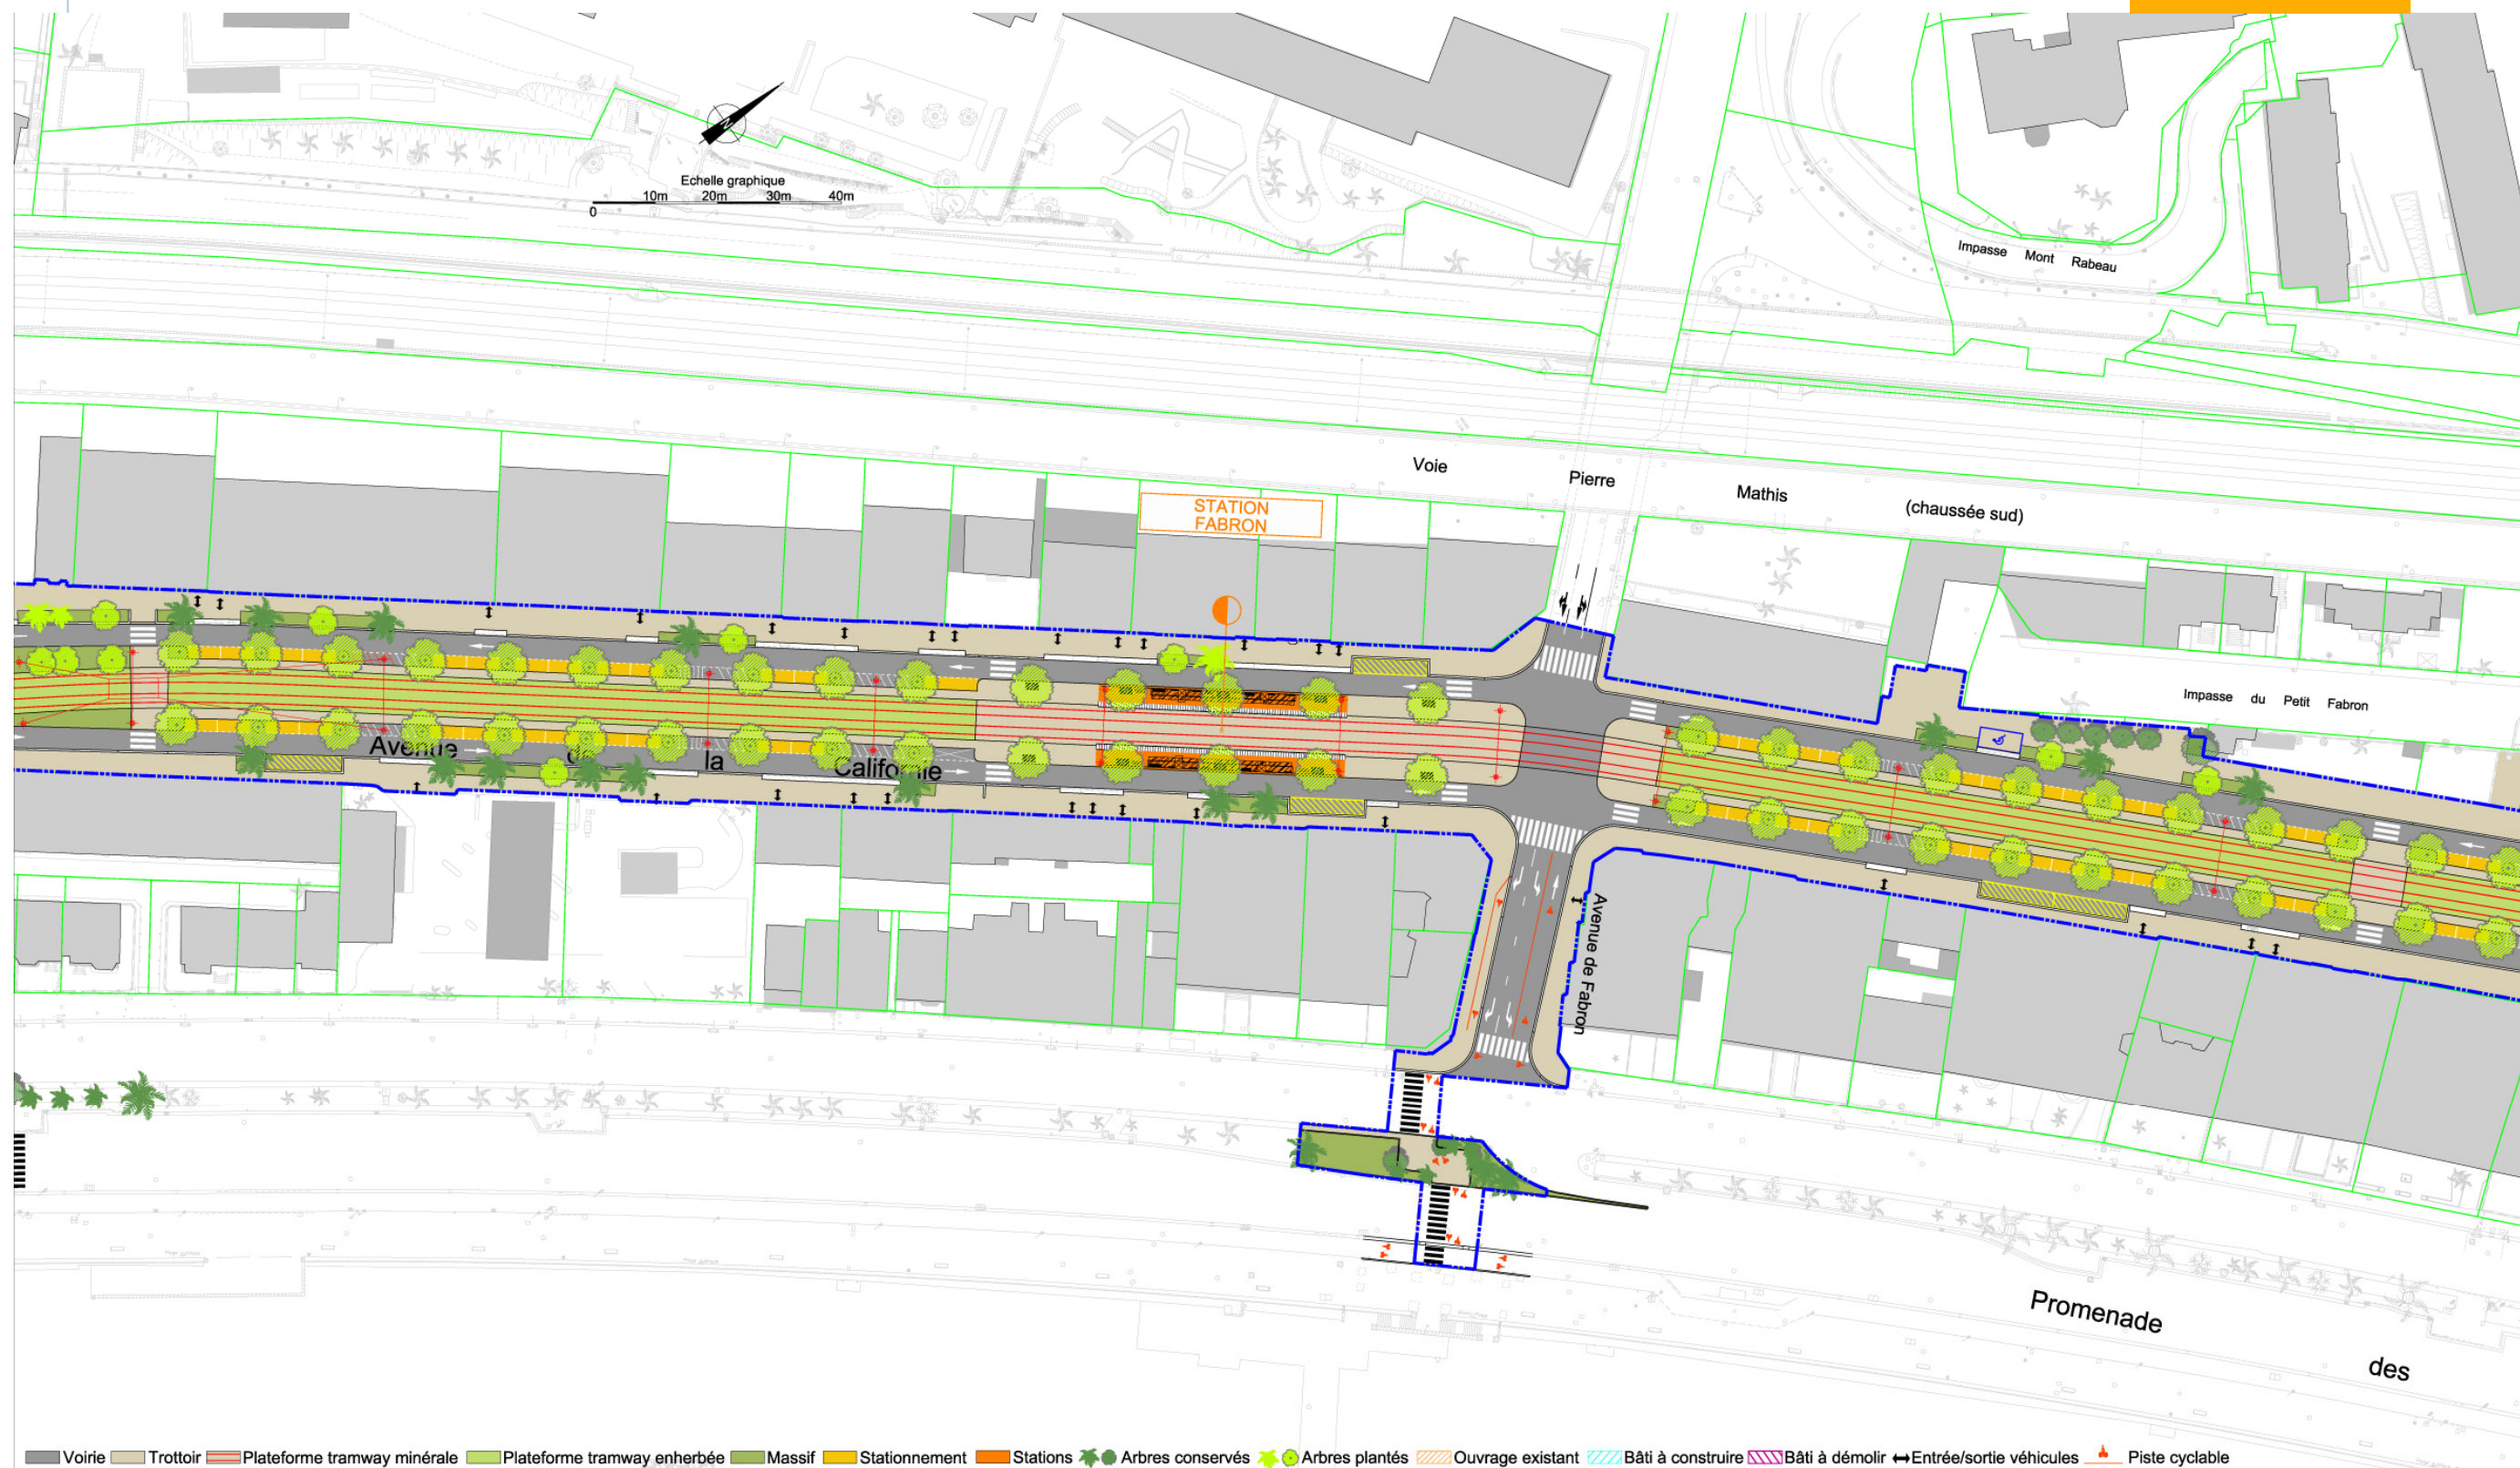 Echelle graphique
0 10m 20m 30m 40m
N
Impasse Mont Rabeau
Voie Pierre Mathis (chaussée sud)
STATION
FABRON
Impasse du Petit Fabron
Avenue de la Californie
Avenue de Fabron
Promenade
des
Voirie Trottoir Plateforme tramway minérale Plateforme tramway enherbée Massif Stationnement Stations Arbres conservés Arbres plantés Ouvrage existant Bâti à construire Bâti à démolir Entrée/sortie véhicules Piste cyclable